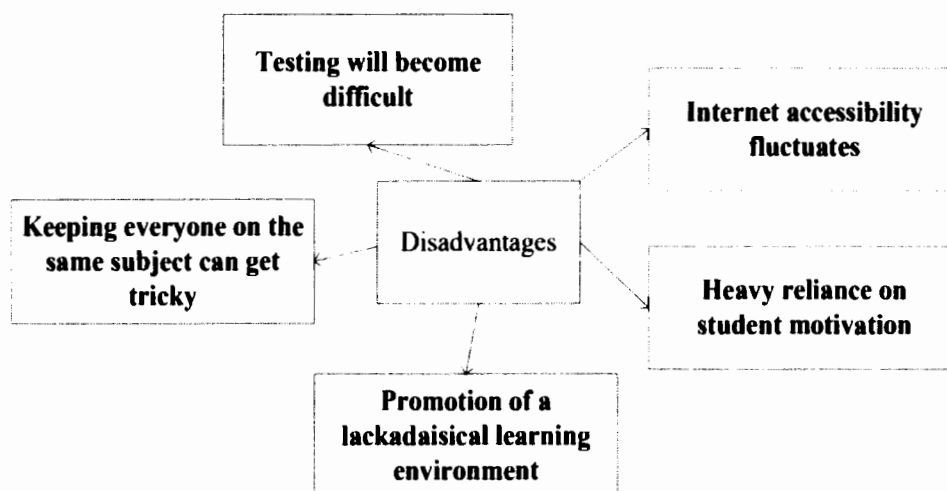 Testing will become
difficult
Internet accessibility
fluctuates
Keeping everyone on the
same subject can get
tricky
Disadvantages
Heavy reliance on
student motivation
Promotion of a
lackadaisical learning
environment